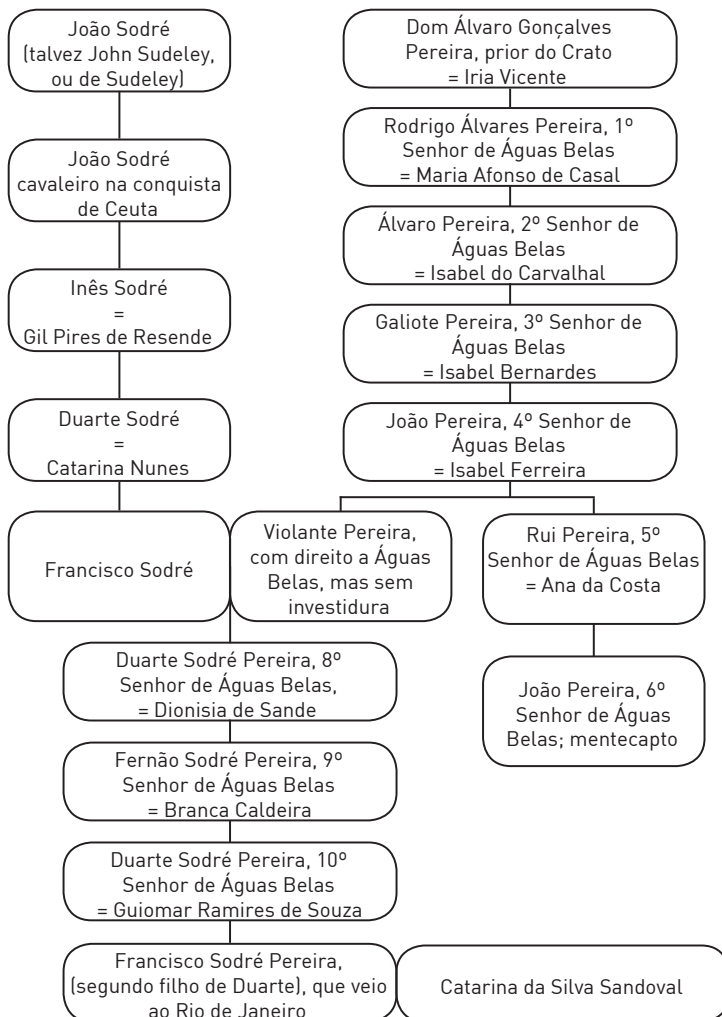 João Sodré
(talvez John Sudeley,
ou de Sudeley)
João Sodré
cavaleiro na conquista
de Ceuta
Inês Sodré
=
Gil Pires de Resende
Duarte Sodré
=
Catarina Nunes
Francisco Sodré
Dom Álvaro Gonçalves
Pereira, prior do Crato
= Iria Vicente
Rodrigo Álvares Pereira, 1º
Senhor de Águas Belas
= Maria Afonso de Casal
Álvaro Pereira, 2º Senhor de
Águas Belas
= Isabel do Carvalhal
Galiote Pereira, 3º Senhor de
Águas Belas
= Isabel Bernardes
João Pereira, 4º Senhor de
Águas Belas
= Isabel Ferreira
Violante Pereira,
com direito a Águas
Belas, mas sem
investidura
Rui Pereira, 5º
Senhor de Águas Belas
= Ana da Costa
João Pereira, 6º
Senhor de Águas
Belas; mentecapto
Duarte Sodré Pereira, 8º
Senhor de Águas Belas,
= Dionisia de Sande
Fernão Sodré Pereira, 9º
Senhor de Águas Belas
= Branca Caldeira
Duarte Sodré Pereira, 10º
Senhor de Águas Belas
= Guiomar Ramires de Souza
Francisco Sodré Pereira,
(segundo filho de Duarte), que veio
ao Rio de Janeiro
Catarina da Silva Sandoval